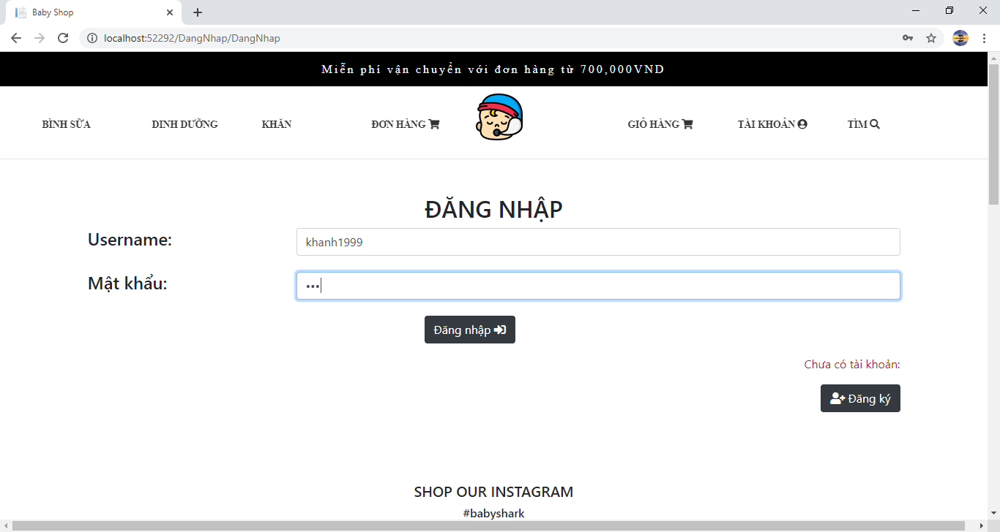 Baby Shop
localhost:52292/DangNhap/DangNhap
Miễn phí vận chuyển với đơn hàng từ 700,000VND
BÌNH SỮA DINH DƯỠNG KHĂN ĐƠN HÀNG GIỎ HÀNG TÀI KHOẢN TÌM
ĐĂNG NHẬP
Username: khanh1999
Mật khẩu: •••
Đăng nhập
Chưa có tài khoản:
Đăng ký
SHOP OUR INSTAGRAM
#babyshark